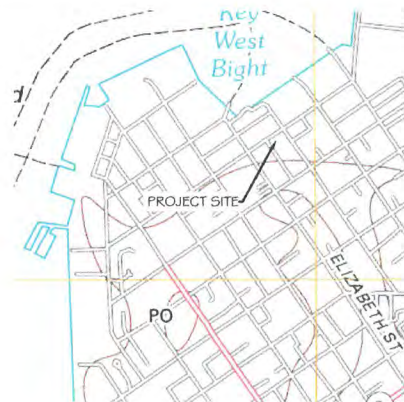 Key
West
Bight
d
PROJECT SITE
ELIZABETH ST
PO